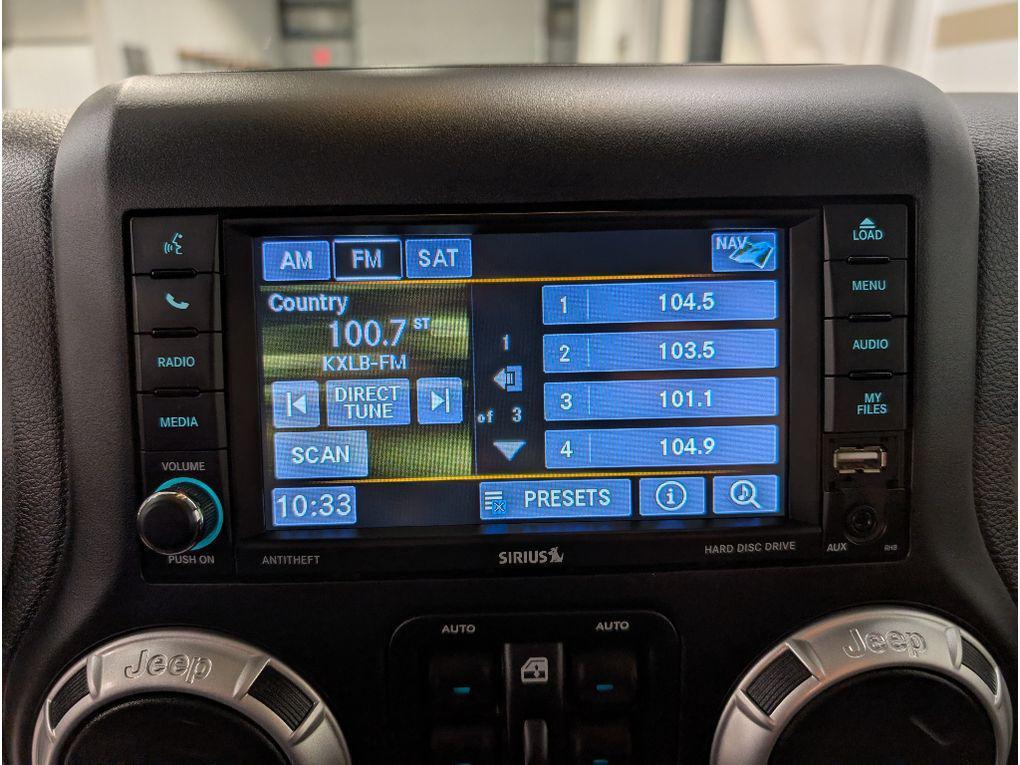 LOAD
AM FM SAT NAV
MENU
Country
1 104.5
100.7 ST
KXLB-FM
1
2 103.5
AUDIO
RADIO
DIRECT
TUNE
of 3
3 101.1
MY
FILES
MEDIA
SCAN
4 104.9
VOLUME
10:33 PRESETS i
PUSH ON
ANTITHEFT
SIRIUS
HARD DISC DRIVE
AUX
RHB
AUTO AUTO
Jeep Jeep